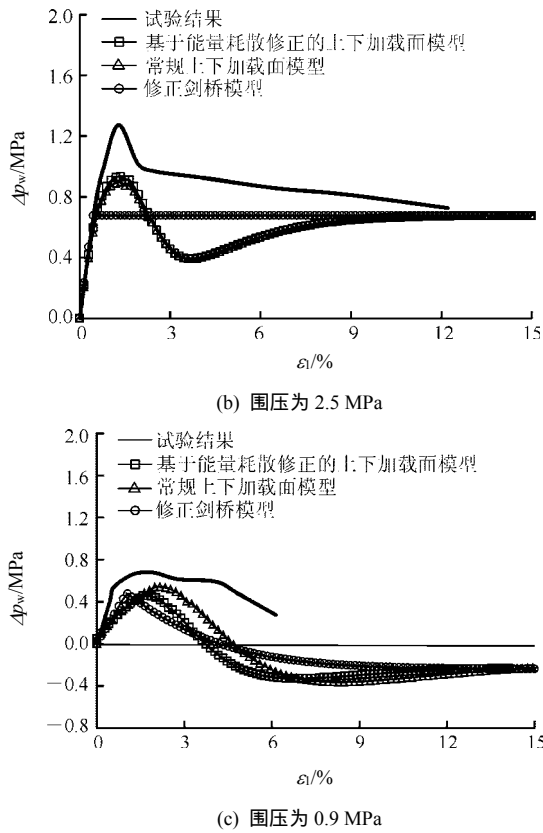 2.0
试验结果
基于能量耗散修正的上下加载而模型
1.6
常规上下加载面模型
修正剑桥模型
1.2
0.8
0.4
0.0
Δpw/MPa
0 3 6 9 12 15
ε1/%
(b) 围压为 2.5 MPa
2.0
试验结果
1.6
基于能量耗散修正的上下加载而模型
常规上下加载面模型
1.2
修正剑桥模型
0.8
0.4
0.0
−0.4
−0.8
Δpw/MPa
0 3 6 9 12 15
ε1/%
(c) 围压为 0.9 MPa